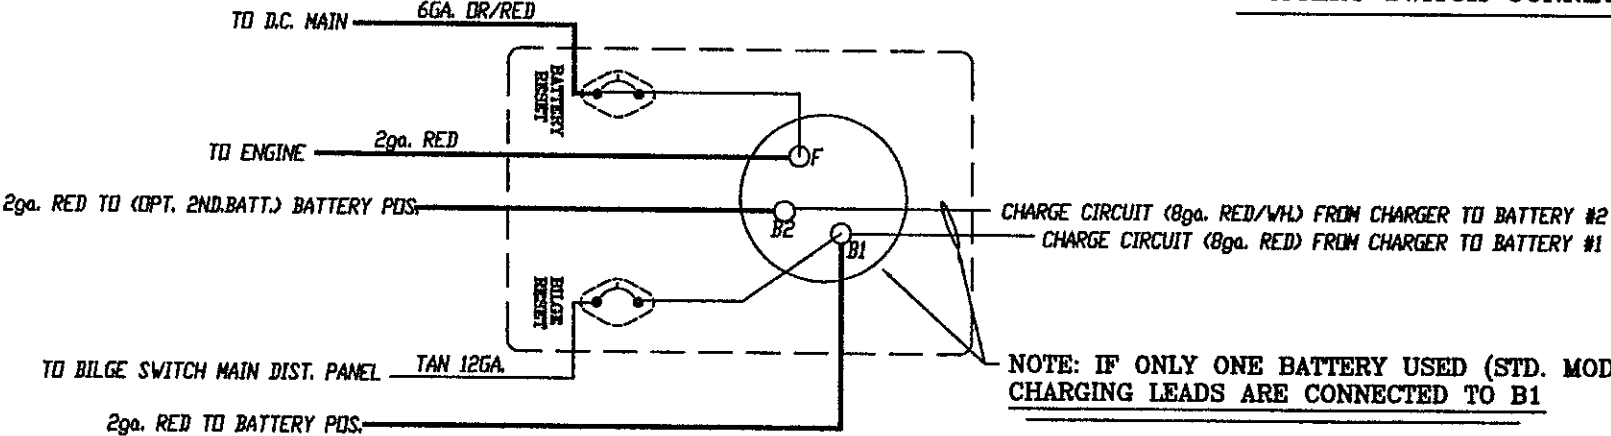 TO D.C. MAIN
6GA. OR/RED
BATTERY
RESET
TO ENGINE
2ga. RED
F
2ga. RED TO (OPT. 2ND.BATT.) BATTERY POS.
B2
CHARGE CIRCUIT (8ga. RED/WH.) FROM CHARGER TO BATTERY #2
CHARGE CIRCUIT (8ga. RED) FROM CHARGER TO BATTERY #1
B1
BILGE
RESET
TO BILGE SWITCH MAIN DIST. PANEL
TAN 12GA.
NOTE: IF ONLY ONE BATTERY USED (STD. MOD
CHARGING LEADS ARE CONNECTED TO B1
2ga. RED TO BATTERY POS.